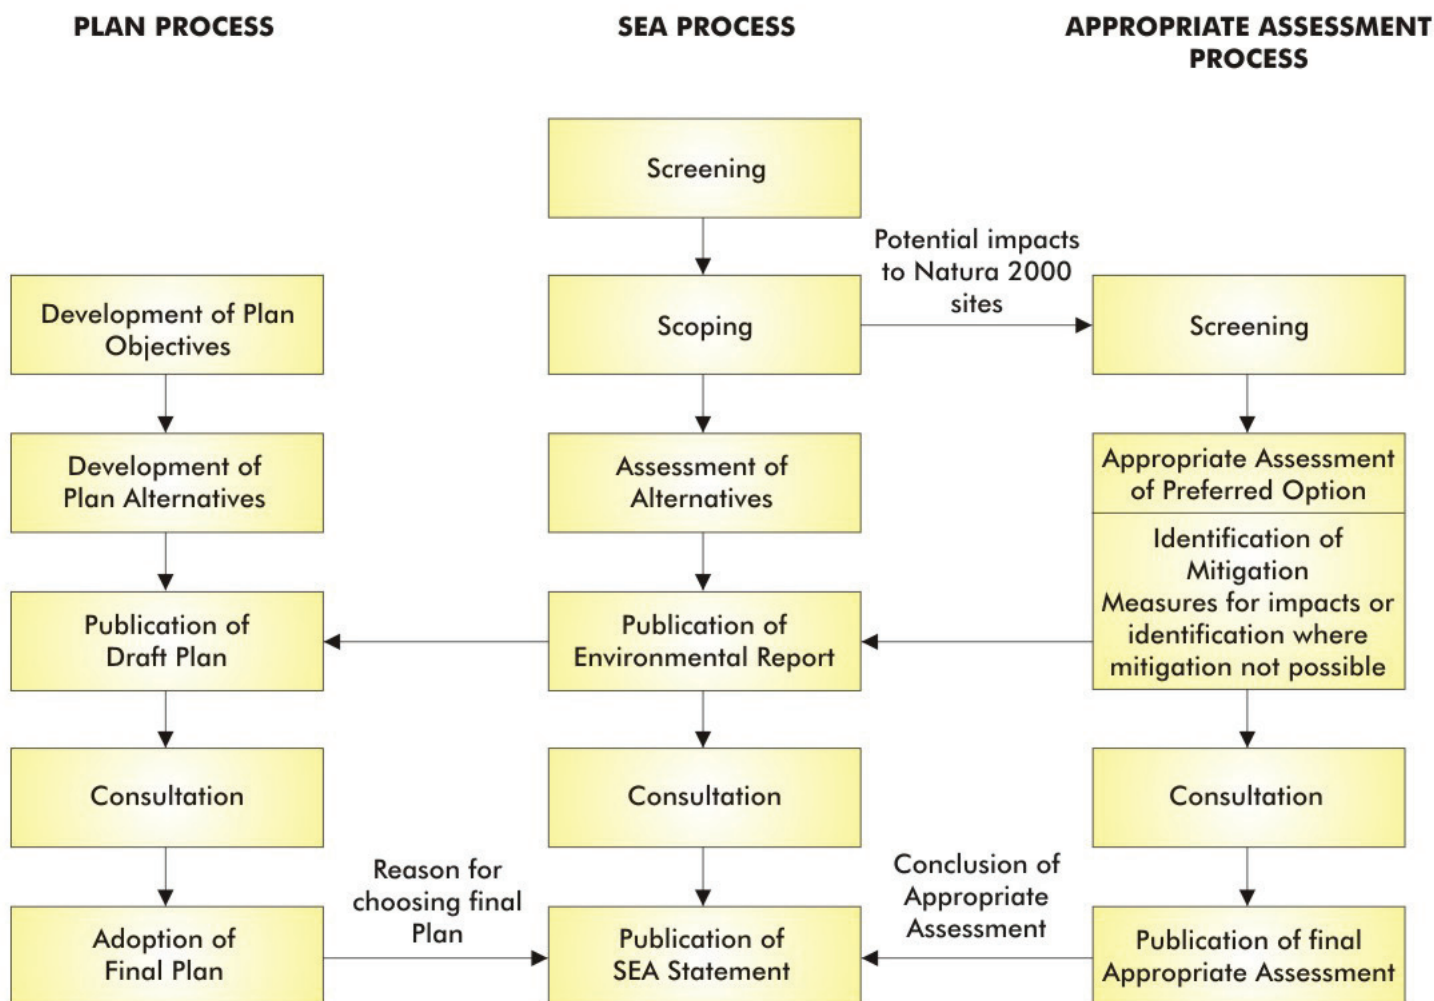 PLAN PROCESS
SEA PROCESS
APPROPRIATE ASSESSMENT
PROCESS
Screening
Potential impacts
to Natura 2000
sites
Development of Plan
Objectives
Scoping
Screening
Development of
Plan Alternatives
Assessment of
Alternatives
Appropriate Assessment
of Preferred Option
Identification of
Mitigation
Measures for impacts or
identification where
mitigation not possible
Publication of
Draft Plan
Publication of
Environmental Report
Consultation
Consultation
Consultation
Reason for
choosing final
Plan
Conclusion of
Appropriate
Assessment
Adoption of
Final Plan
Publication of
SEA Statement
Publication of final
Appropriate Assessment